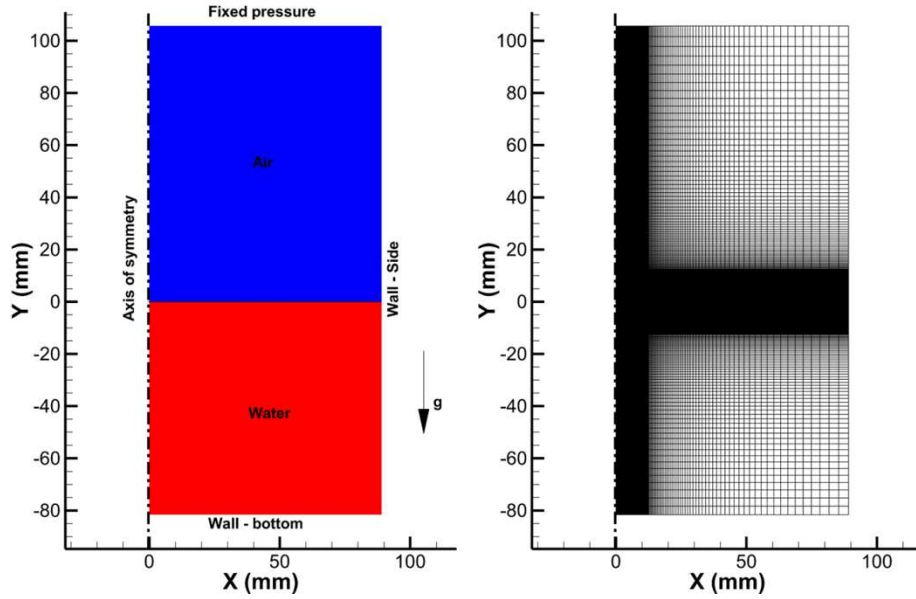 Fixed pressure
100
80
60
40
20
0
-20
-40
-60
-80
Y (mm)
Axis of symmetry
Air
Water
Wall - Side
g
Wall - bottom
0
50
100
X (mm)
100
80
60
40
20
0
-20
-40
-60
-80
Y (mm)
0
50
100
X (mm)